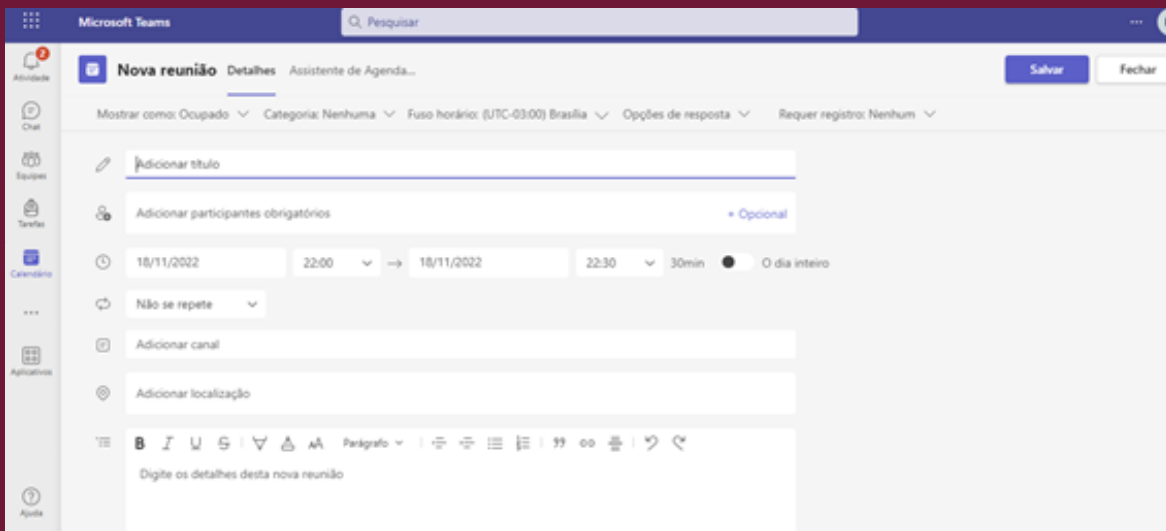 Microsoft Teams
Pesquisar
2
Atividade
Chat
Equipes
Tarefas
Calendário
Aplicativos
Ajuda
Nova reunião Detalhes Assistente de Agenda...
Salvar Fechar
Mostrar como: Ocupado Categoria: Nenhuma Fuso horário: (UTC-03:00) Brasília Opções de resposta Requer registro: Nenhum
Adicionar título
Adicionar participantes obrigatórios + Opcional
18/11/2022 22:00 → 18/11/2022 22:30 30min O dia inteiro
Não se repete
Adicionar canal
Adicionar localização
B I U S A AA Parágrafo
Digite os detalhes desta nova reunião